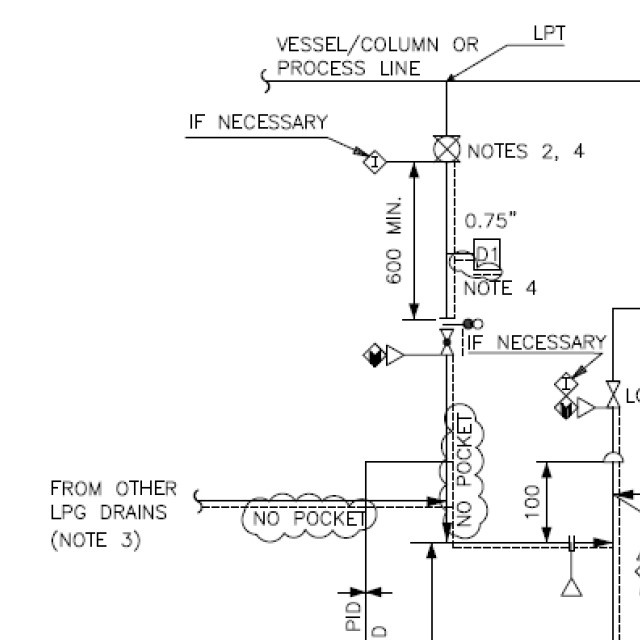 LPT
VESSEL/COLUMN OR
PROCESS LINE
IF NECESSARY
I
NOTES 2, 4
600 MIN.
0.75"
D1
NOTE 4
IF NECESSARY
I
NO POCKET
FROM OTHER
LPG DRAINS
(NOTE 3)
NO POCKET
100
PID